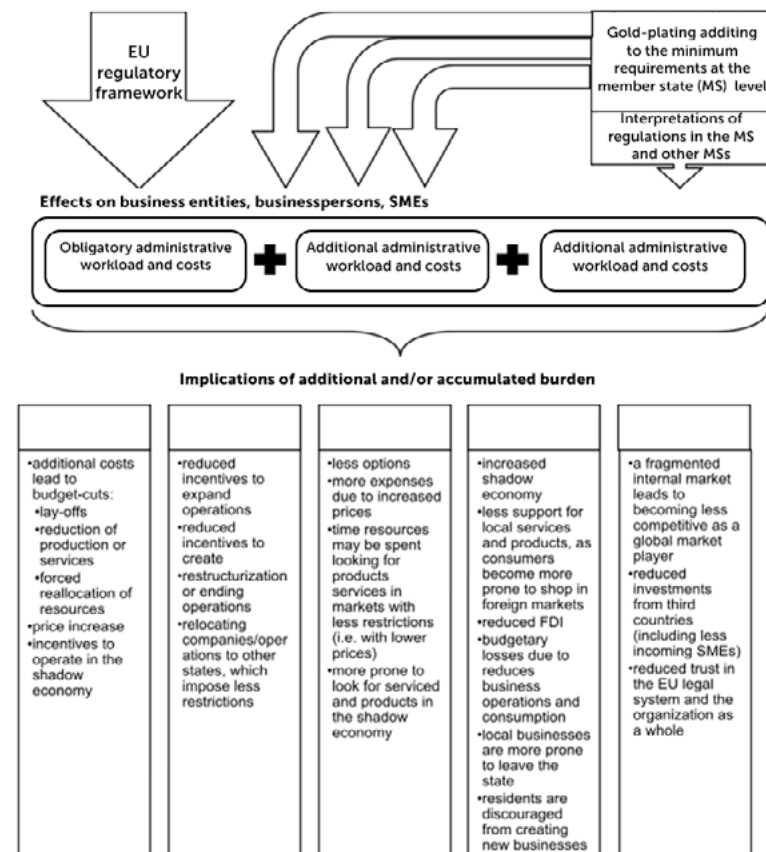 EU
regulatory
framework
Gold-plating additing
to the minimum
requirements at the
member state (MS) level
Interpretations of
regulations in the MS
and other MSs
Effects on business entities, businesspersons, SMEs
Obligatory administrative
workload and costs
Additional administrative
workload and costs
Additional administrative
workload and costs
Implications of additional and/or accumulated burden
•additional costs
lead to
budget-cuts:
•lay-offs
•reduction of
production or
services
•forced
reallocation of
resources
•price increase
•incentives to
operate in the
shadow
economy
•reduced
incentives to
expand
operations
•reduced
incentives to
create
•restructurization
or ending
operations
•relocating
companies/oper
ations to other
states, which
impose less
restrictions
•less options
•more expenses
due to increased
prices
•time resources
may be spent
looking for
products
services in
markets with
less restrictions
(i.e. with lower
prices)
•more prone to
look for serviced
and products in
the shadow
economy
•increased
shadow
economy
•less support for
local services
and products, as
consumers
become more
prone to shop in
foreign markets
•reduced FDI
•budgetary
losses due to
reduces
business
operations and
consumption
•local businesses
are more prone
to leave the
state
•residents are
discouraged
from creating
new businesses
•a fragmented
internal market
leads to
becoming less
competitive as a
global market
player
•reduced
investments
from third
countries
(including less
incoming SMEs)
•reduced trust in
the EU legal
system and the
organization as
a whole